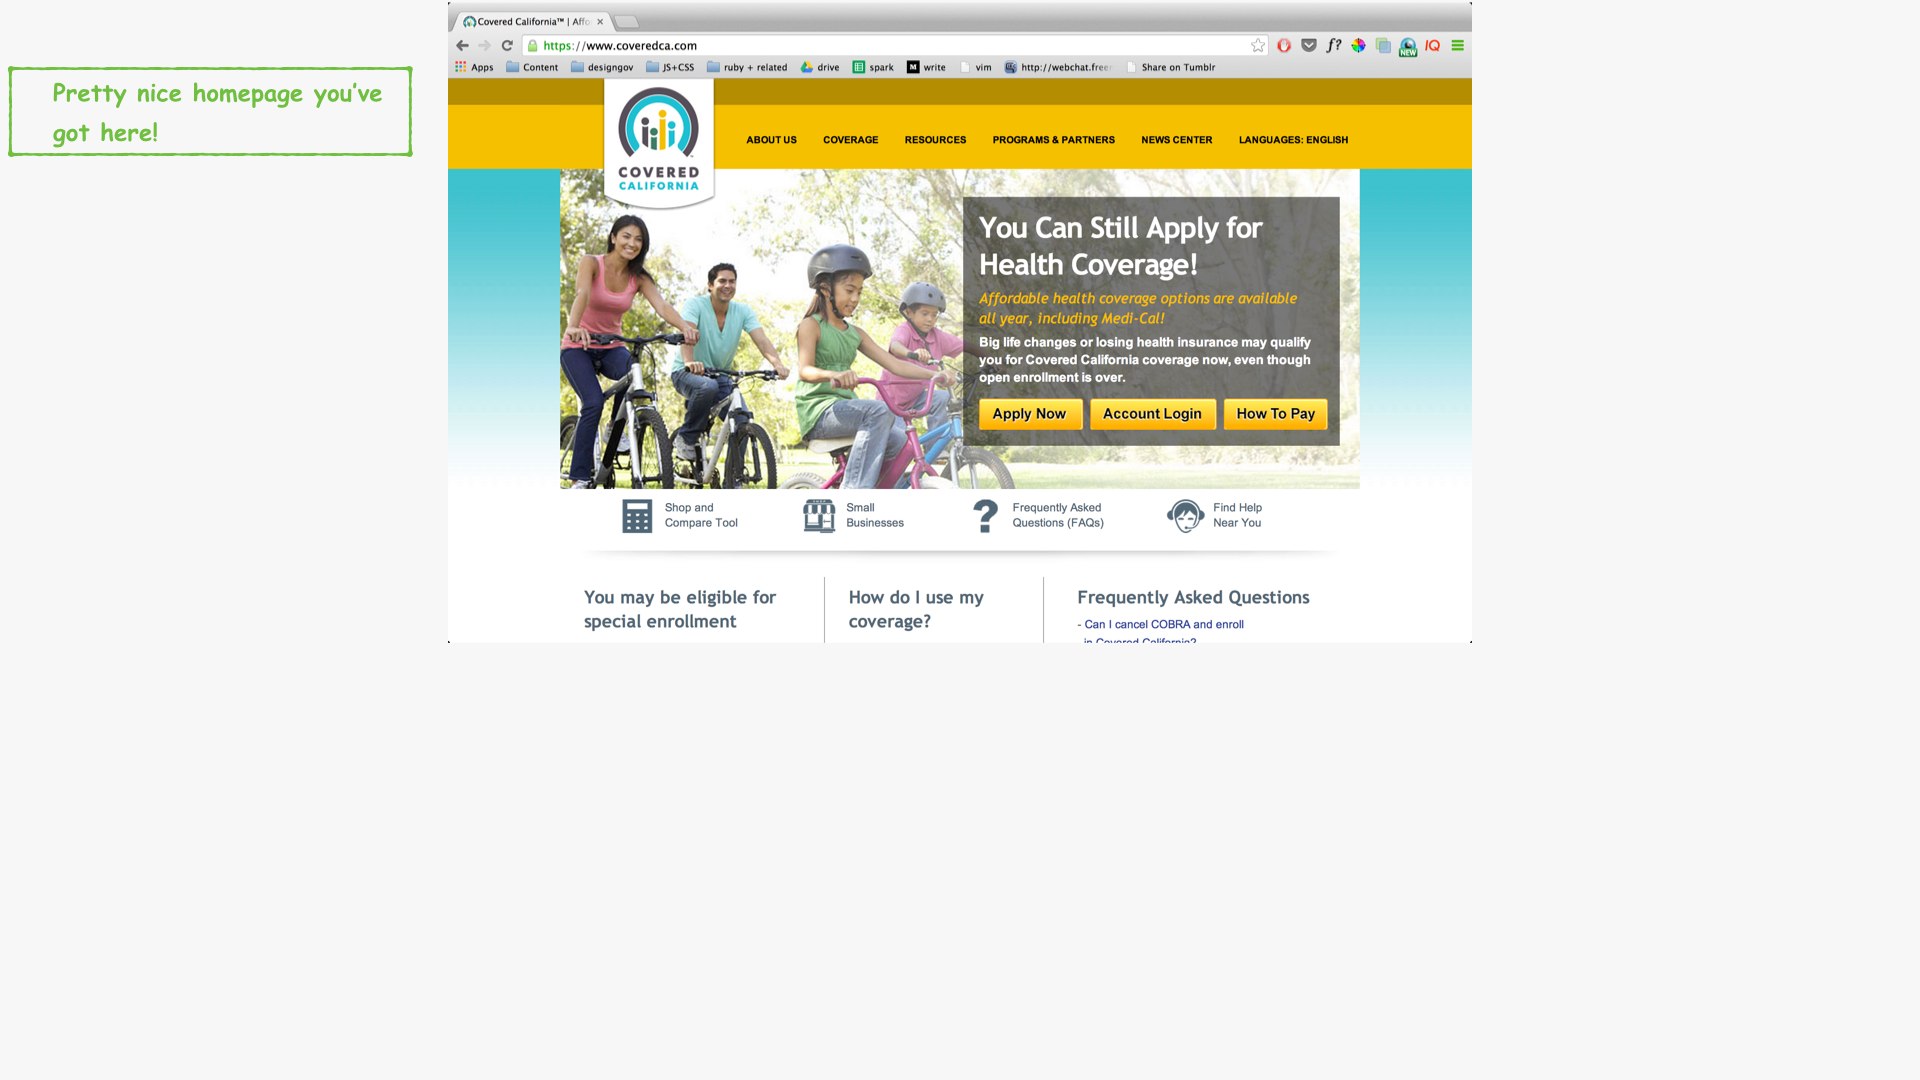 Pretty nice homepage you've
got here!
Covered California™ | Affo
https://www.coveredca.com
Apps Content designgov JS+CSS ruby + related drive spark write vim http://webchat.free Share on Tumblr
NEW
COVERED
CALIFORNIA
ABOUT US COVERAGE RESOURCES PROGRAMS & PARTNERS NEWS CENTER LANGUAGES: ENGLISH
You Can Still Apply for
Health Coverage!
Affordable health coverage options are available
all year, including Medi-Cal!
Big life changes or losing health insurance may qualify
you for Covered California coverage now, even though
open enrollment is over.
Apply Now Account Login How To Pay
Shop and
Compare Tool
Small
Businesses
Frequently Asked
Questions (FAQs)
Find Help
Near You
You may be eligible for
special enrollment
How do I use my
coverage?
Frequently Asked Questions
- Can I cancel COBRA and enroll
in Covered California?